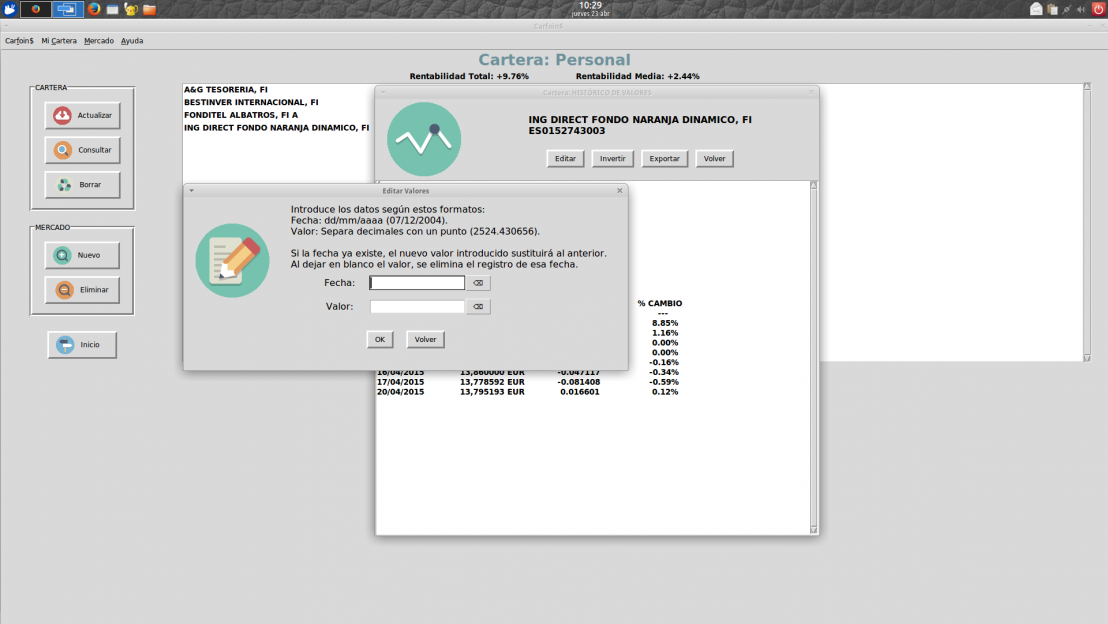 10:29
jueves 23 abr
Carfoin$
Carfoin$ Mi Cartera Mercado Ayuda
Cartera: Personal
Rentabilidad Total: +9.76% Rentabilidad Media: +2.44%
CARTERA
Actualizar
Consultar
Borrar
MERCADO
Nuevo
Eliminar
Inicio
A&G TESORERIA, FI
BESTINVER INTERNACIONAL, FI
FONDITEL ALBATROS, FI A
ING DIRECT FONDO NARANJA DINAMICO, FI
Cartera: HISTÓRICO DE VALORES
ING DIRECT FONDO NARANJA DINAMICO, FI
ES0152743003
Editar Invertir Exportar Volver
Editar Valores
Introduce los datos según estos formatos:
Fecha: dd/mm/aaaa (07/12/2004).
Valor: Separa decimales con un punto (2524.430656).
Si la fecha ya existe, el nuevo valor introducido sustituirá al anterior.
Al dejar en blanco el valor, se elimina el registro de esa fecha.
Fecha:
Valor:
OK Volver
% CAMBIO
---
8.85%
1.16%
0.00%
0.00%
-0.16%
16/04/2015 13,860000 EUR -0.047117 -0.34%
17/04/2015 13,778592 EUR -0.081408 -0.59%
20/04/2015 13,795193 EUR 0.016601 0.12%